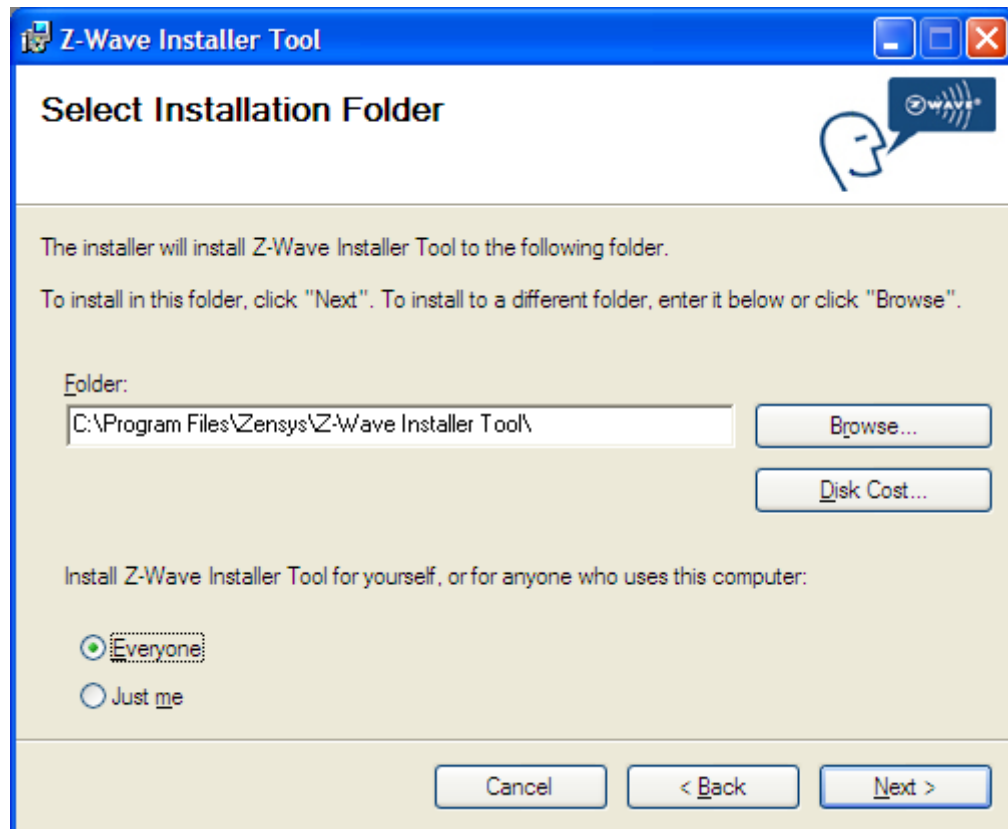 Z-Wave Installer Tool
Select Installation Folder
Z WAVE®
The installer will install Z-Wave Installer Tool to the following folder.
To install in this folder, click "Next". To install to a different folder, enter it below or click "Browse".
Folder:
C:\Program Files\Zensys\Z-Wave Installer Tool\
Browse...
Disk Cost...
Install Z-Wave Installer Tool for yourself, or for anyone who uses this computer:
Everyone
Just me
Cancel
< Back
Next >